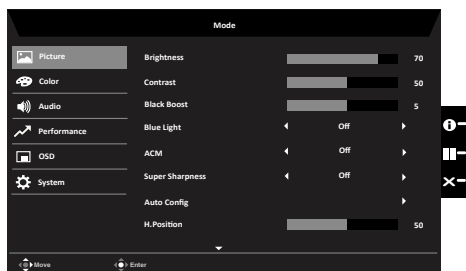 Mode
Picture
Color
Audio
Performance
OSD
System
Brightness 70
Contrast 50
Black Boost 5
Blue Light Off
ACM Off
Super Sharpness Off
Auto Config
H.Position 50
Move Enter